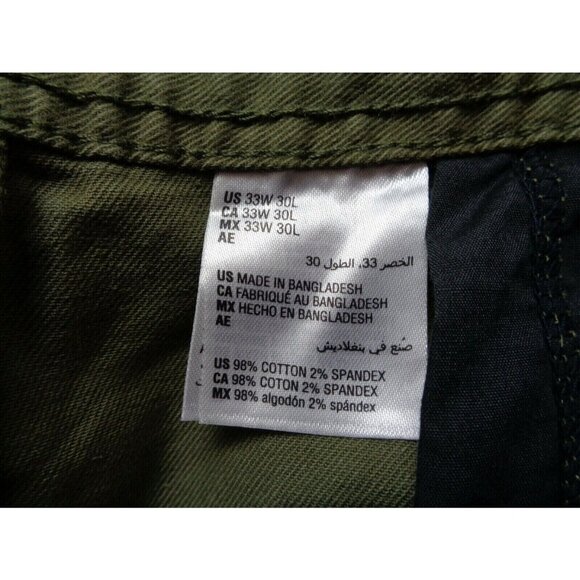 US 33W 30L
CA 33W 30L
MX 33W 30L
AE
الخصر 33، الطول 30
US MADE IN BANGLADESH
CA FABRIQUÉ AU BANGLADESH
MX HECHO EN BANGLADESH
AE
صُنع في بنغلاديش
US 98% COTTON 2% SPANDEX
CA 98% COTON 2% SPANDEX
MX 98% algodón 2% spándex